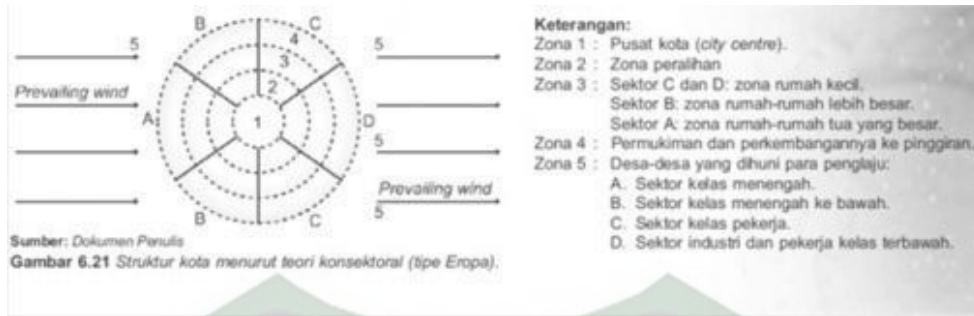 B
C
5
4
5
3
Prevailing wind
2
A
1
D
5
Prevailing wind
B
C
5
Sumber: Dokumen Penulis
Gambar 6.21 Struktur kota menurut teori konsektoral (tipe Eropa).
Keterangan:
Zona 1 : Pusat kota (city centre).
Zona 2 : Zona peralihan
Zona 3 : Sektor C dan D: zona rumah kecil.
Sektor B: zona rumah-rumah lebih besar.
Sektor A: zona rumah-rumah tua yang besar.
Zona 4 : Permukiman dan perkembangannya ke pinggiran.
Zona 5 : Desa-desa yang dihuni para penglaju:
A. Sektor kelas menengah.
B. Sektor kelas menengah ke bawah.
C. Sektor kelas pekerja.
D. Sektor industri dan pekerja kelas terbawah.